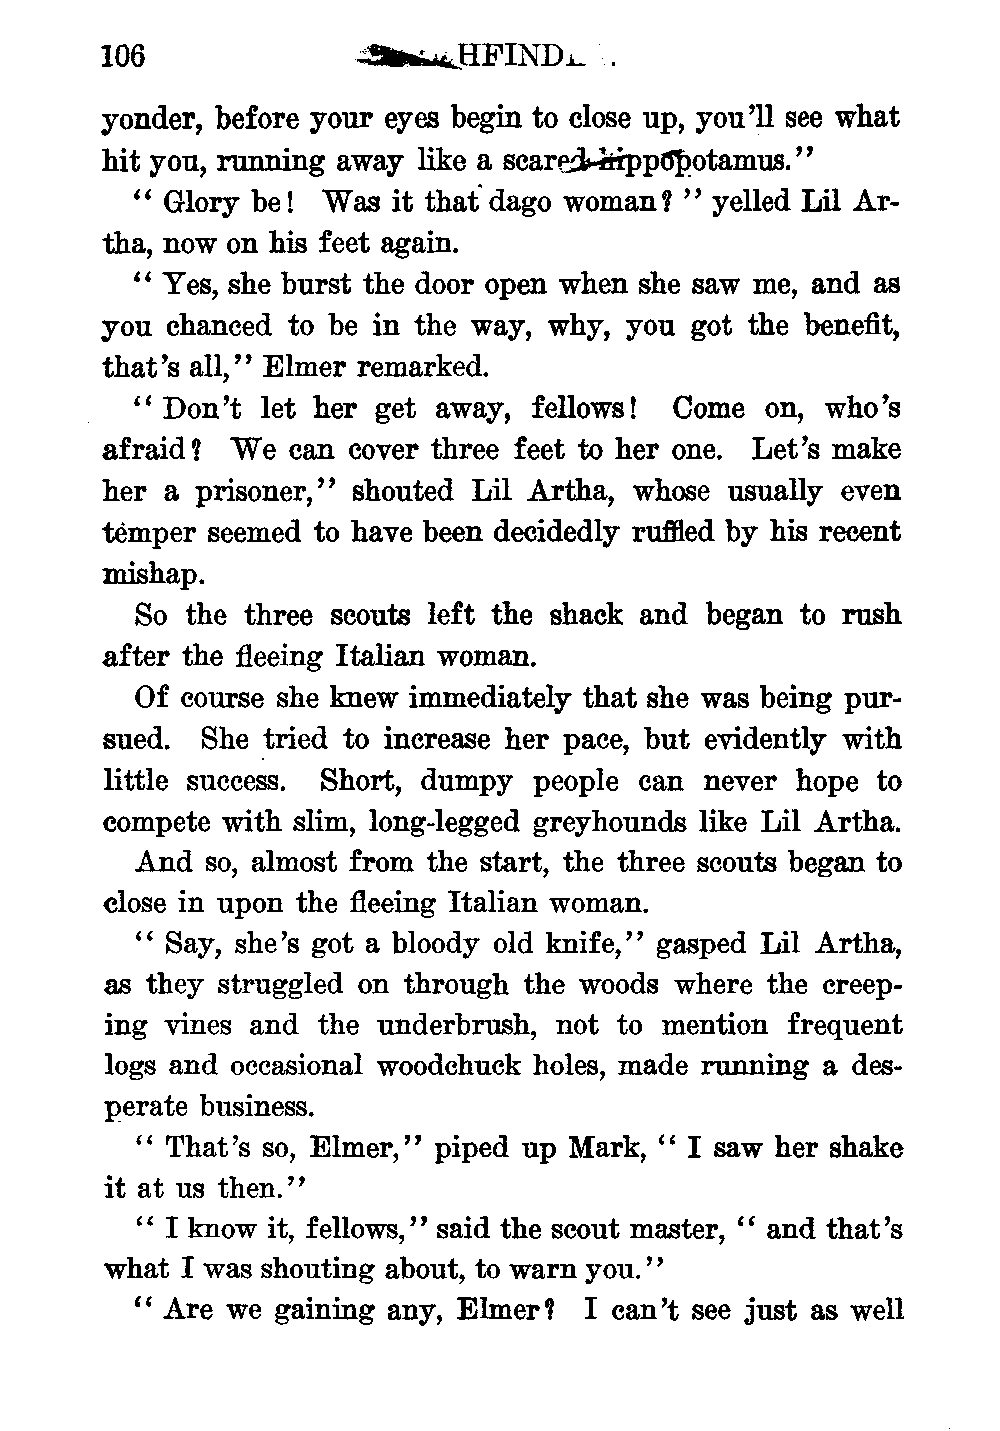 106 HFIND
yonder, before your eyes begin to close up, you'll see what
hit you, running away like a scared hippopotamus."
" Glory be! Was it that dago woman? " yelled Lil Ar-
tha, now on his feet again.
" Yes, she burst the door open when she saw me, and as
you chanced to be in the way, why, you got the benefit,
that's all," Elmer remarked.
" Don't let her get away, fellows! Come on, who's
afraid? We can cover three feet to her one. Let's make
her a prisoner," shouted Lil Artha, whose usually even
temper seemed to have been decidedly ruffled by his recent
mishap.
So the three scouts left the shack and began to rush
after the fleeing Italian woman.
Of course she knew immediately that she was being pur-
sued. She tried to increase her pace, but evidently with
little success. Short, dumpy people can never hope to
compete with slim, long-legged greyhounds like Lil Artha.
And so, almost from the start, the three scouts began to
close in upon the fleeing Italian woman.
" Say, she's got a bloody old knife," gasped Lil Artha,
as they struggled on through the woods where the creep-
ing vines and the underbrush, not to mention frequent
logs and occasional woodchuck holes, made running a des-
perate business.
" That's so, Elmer," piped up Mark, " I saw her shake
it at us then."
" I know it, fellows," said the scout master, " and that's
what I was shouting about, to warn you."
" Are we gaining any, Elmer? I can't see just as well